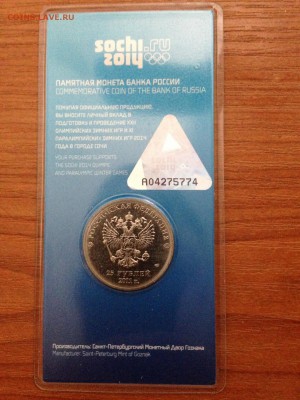 COINSS.LAVE.RU
sochi.ru
2014
ПАМЯТНАЯ МОНЕТА БАНКА РОССИИ
COMMEMORATIVE COIN OF THE BANK OF RUSSIA
ПОКУПАЯ ОФИЦИАЛЬНУЮ ПРОДУКЦИЮ,
ВЫ ВНОСИТЕ ЛИЧНЫЙ ВКЛАД В
ПОДГОТОВКУ И ПРОВЕДЕНИЕ XXII
ОЛИМПИЙСКИХ ЗИМНИХ ИГР И XI
ПАРАЛИМПИЙСКИХ ЗИМНИХ ИГР 2014
ГОДА В ГОРОДЕ СОЧИ
YOUR PURCHASE SUPPORTS
THE 2014 OLYMPIC
AND PARALYMPIC WINTER GAMES
A04275774
РОССИЙСКАЯ ФЕДЕРАЦИЯ
25 РУБЛЕЙ
Производитель: Санкт-Петербургский Монетный Двор Гознака
Manufacturer: Saint-Petersburg Mint of Goznak